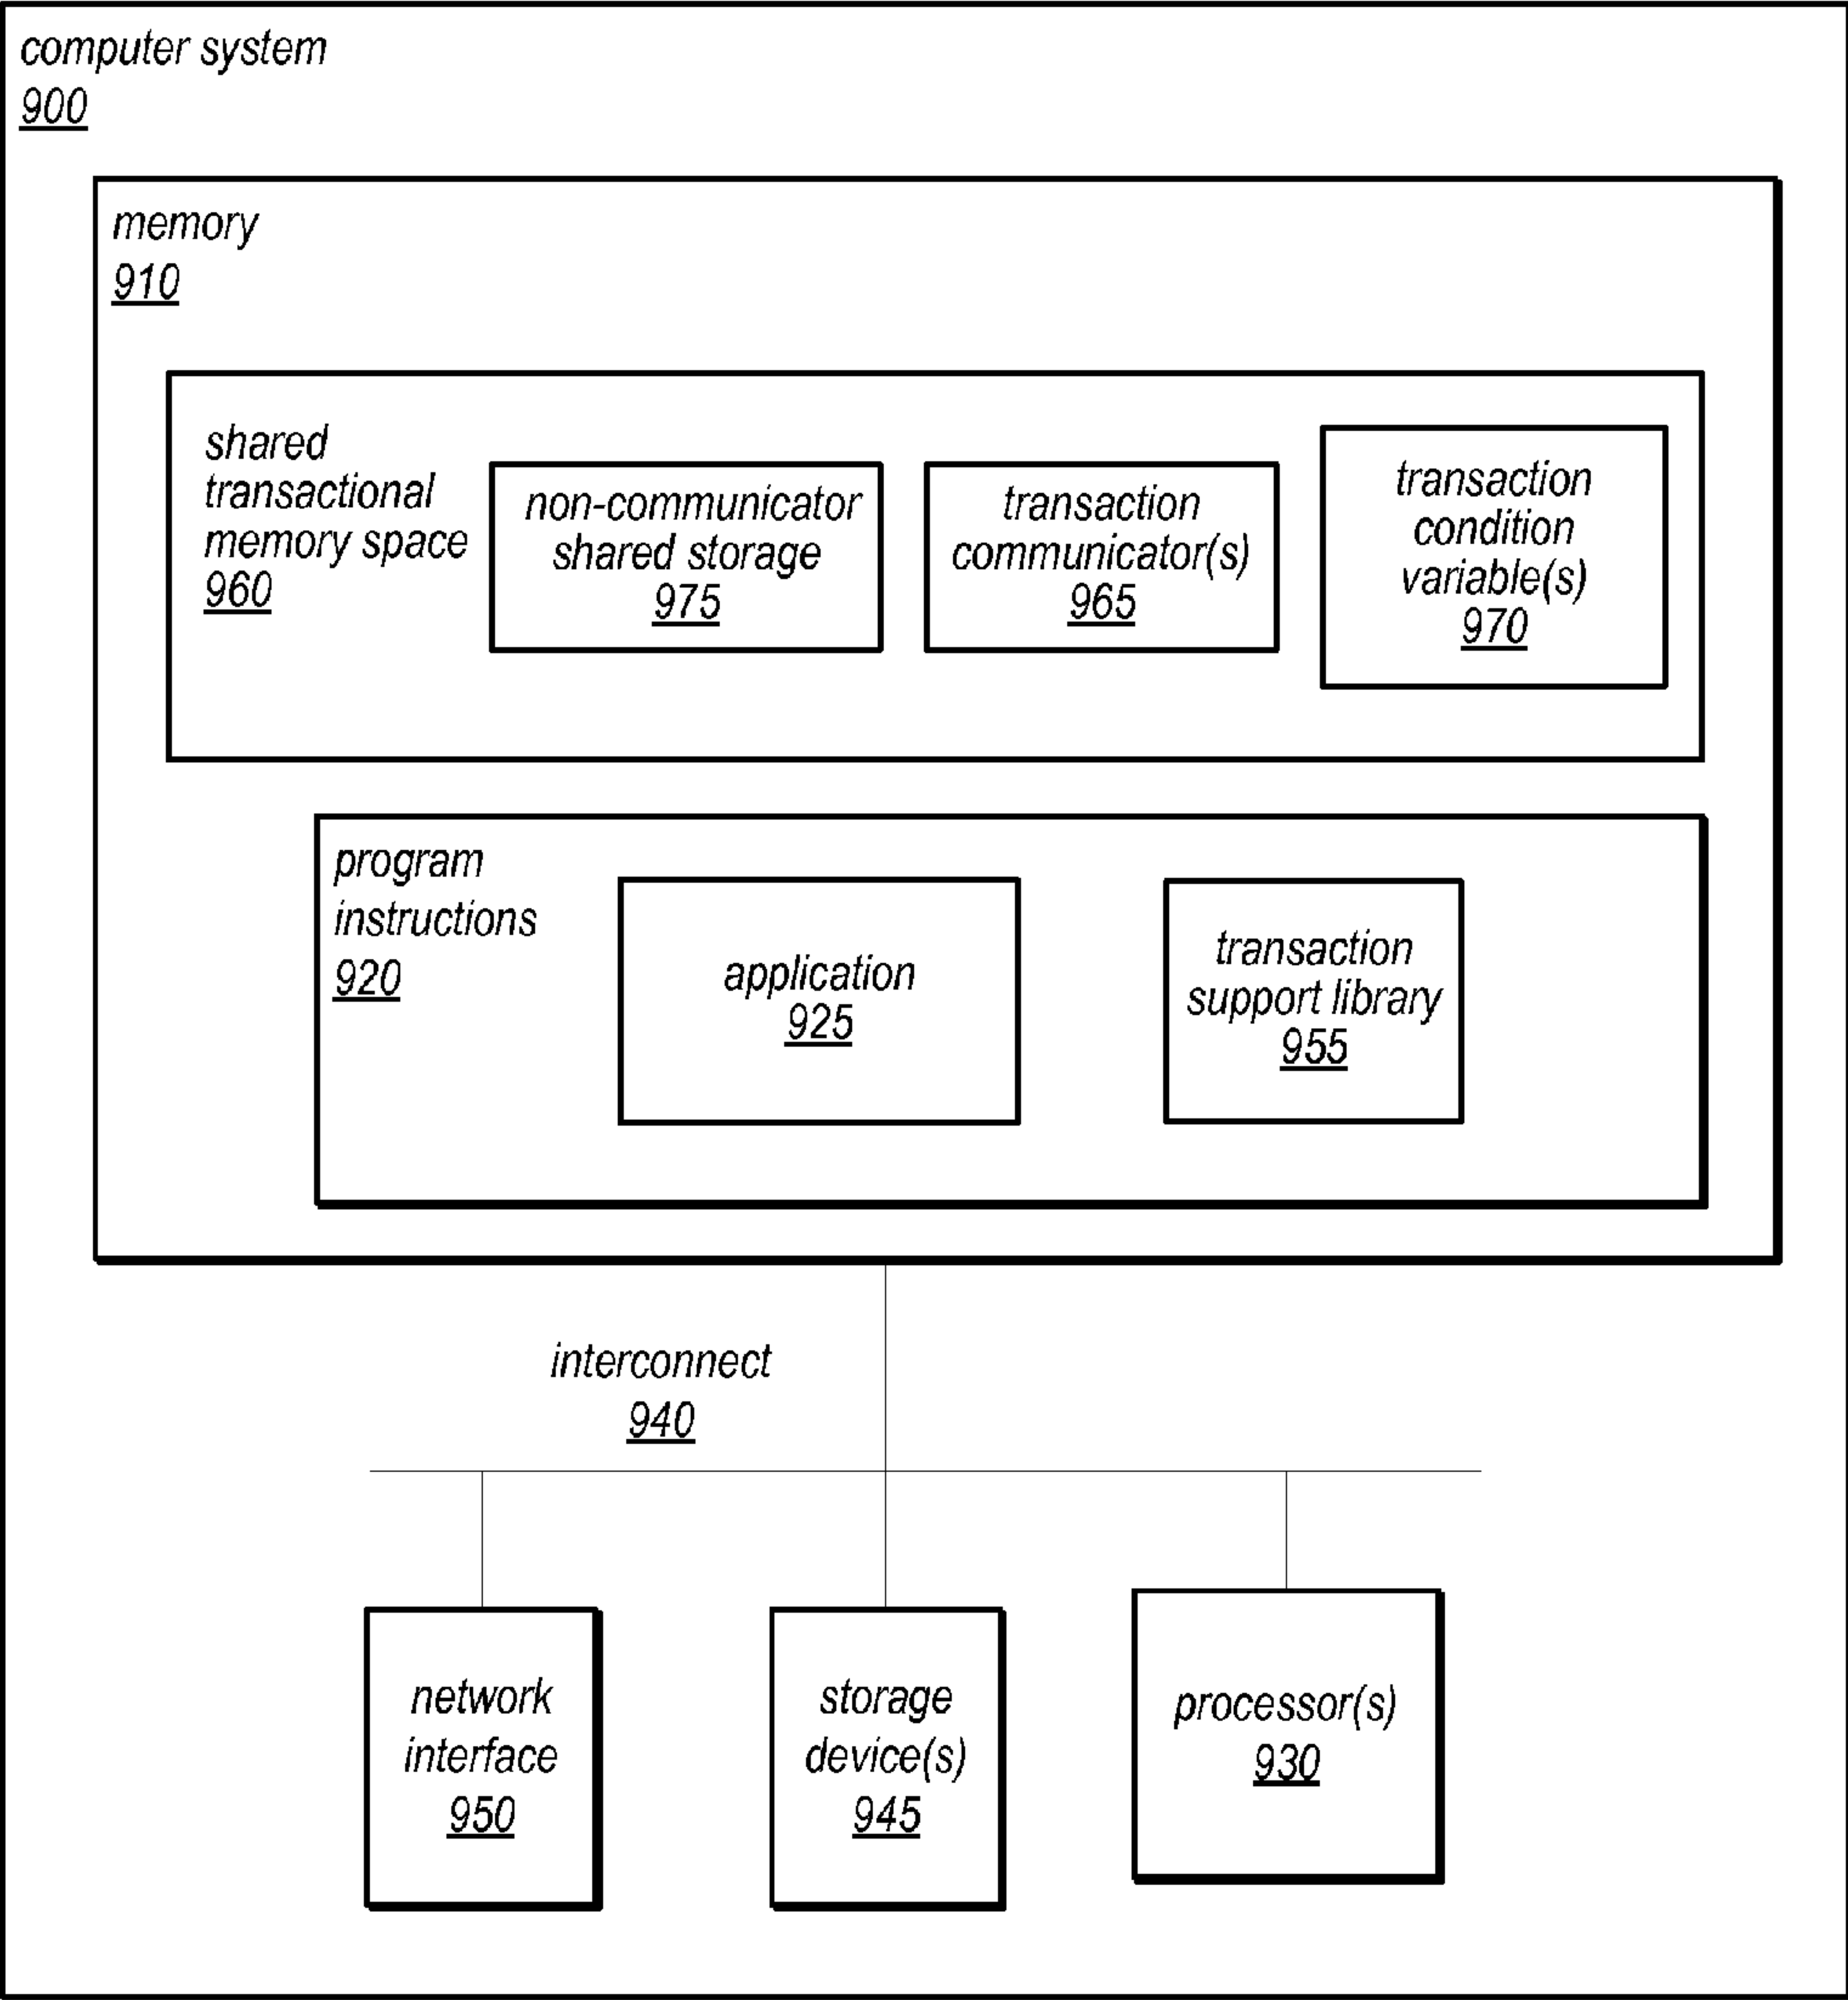 computer system
900
memory
910
shared
transactional
memory space
960
non-communicator
shared storage
975
transaction
communicator(s)
965
transaction
condition
variable(s)
970
program
instructions
920
application
925
transaction
support library
955
interconnect
940
network
interface
950
storage
device(s)
945
processor(s)
930